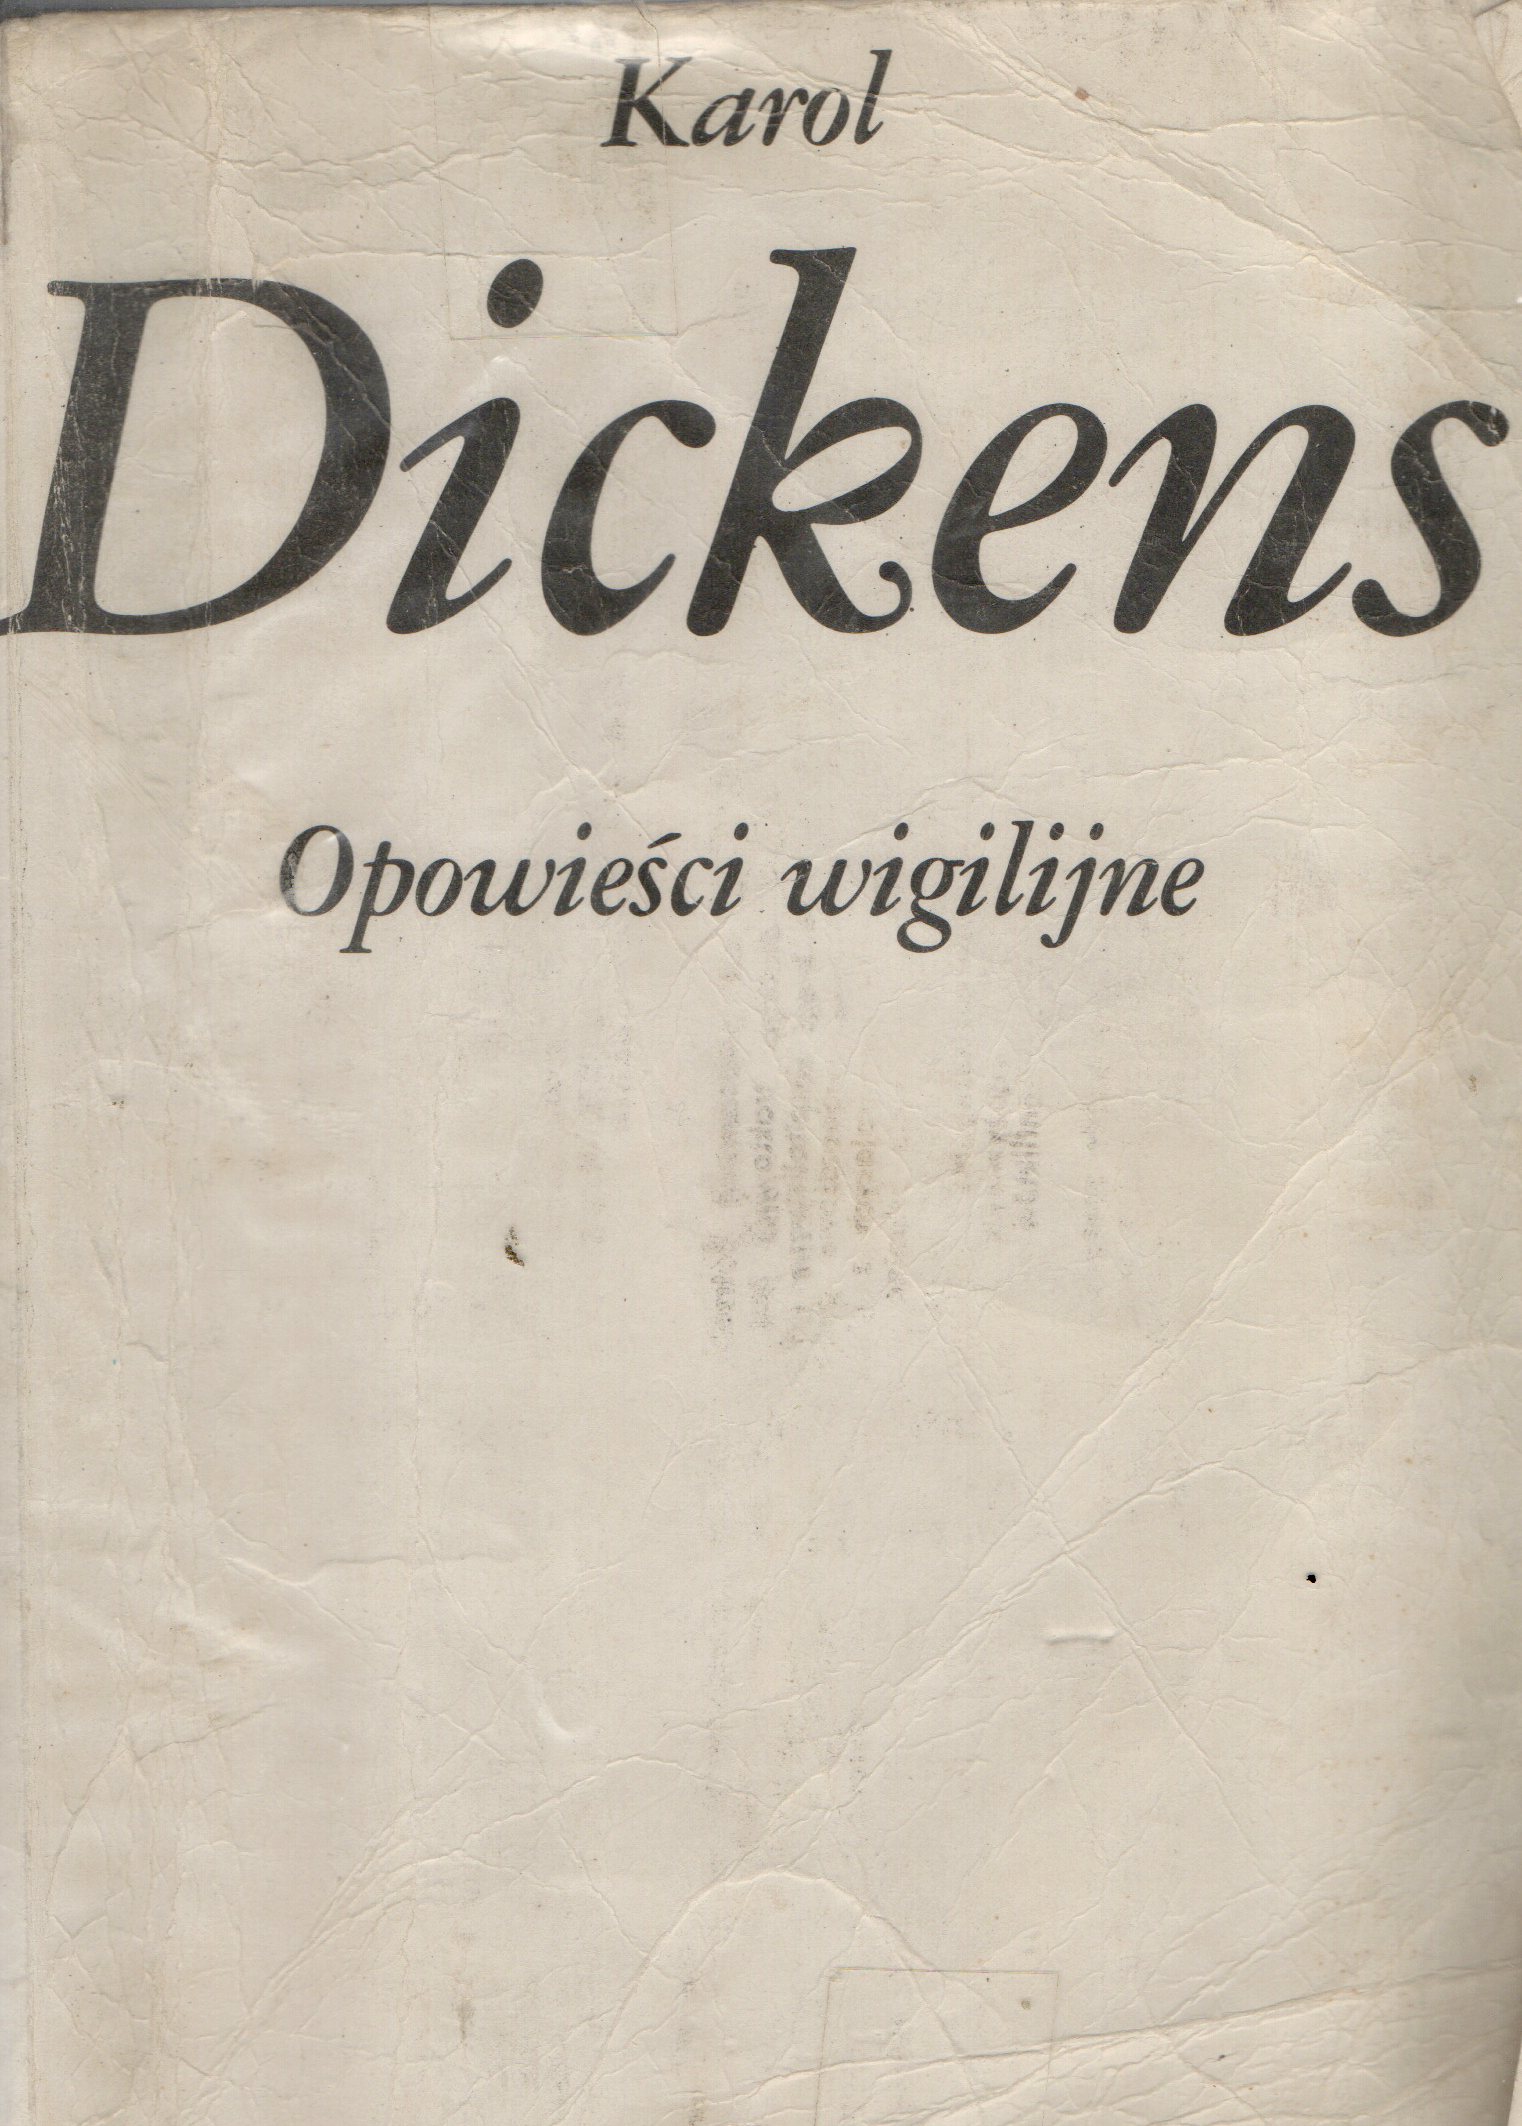 Karol
Dickens
Opowieści wigilijne